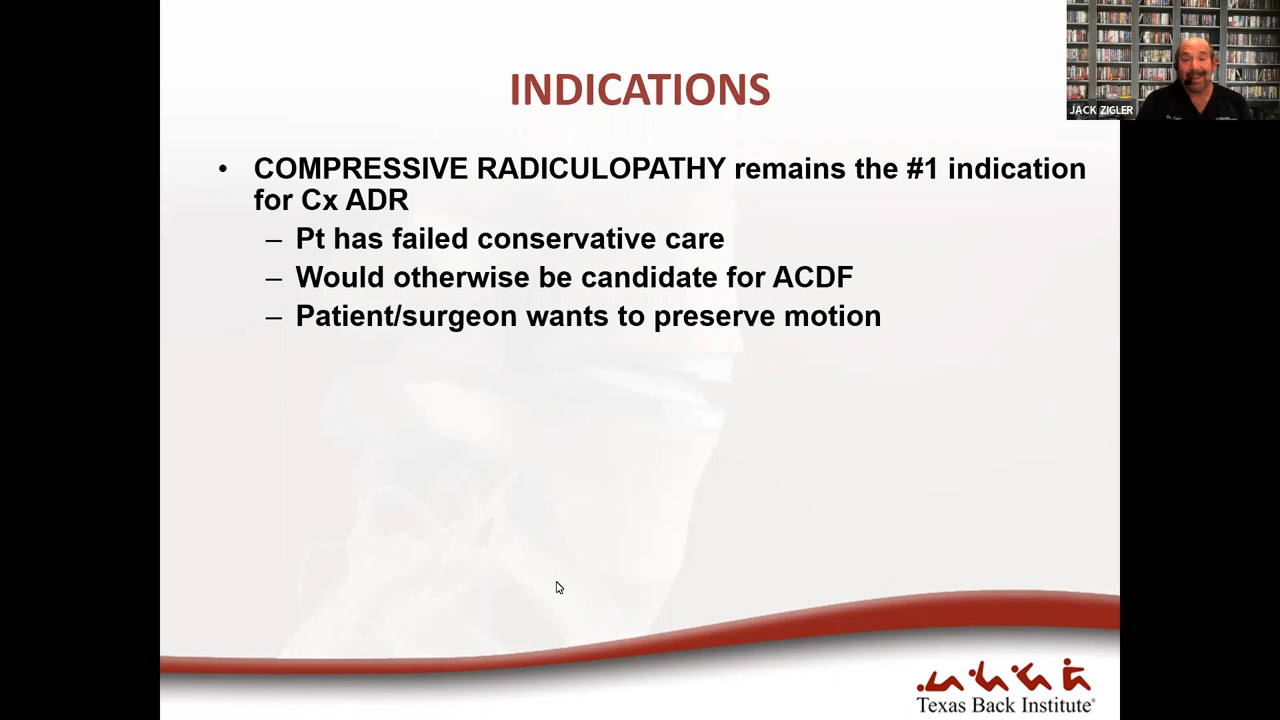 JACK ZIGLER
INDICATIONS
• COMPRESSIVE RADICULOPATHY remains the #1 indication
for Cx ADR
– Pt has failed conservative care
– Would otherwise be candidate for ACDF
– Patient/surgeon wants to preserve motion
Texas Back Institute®